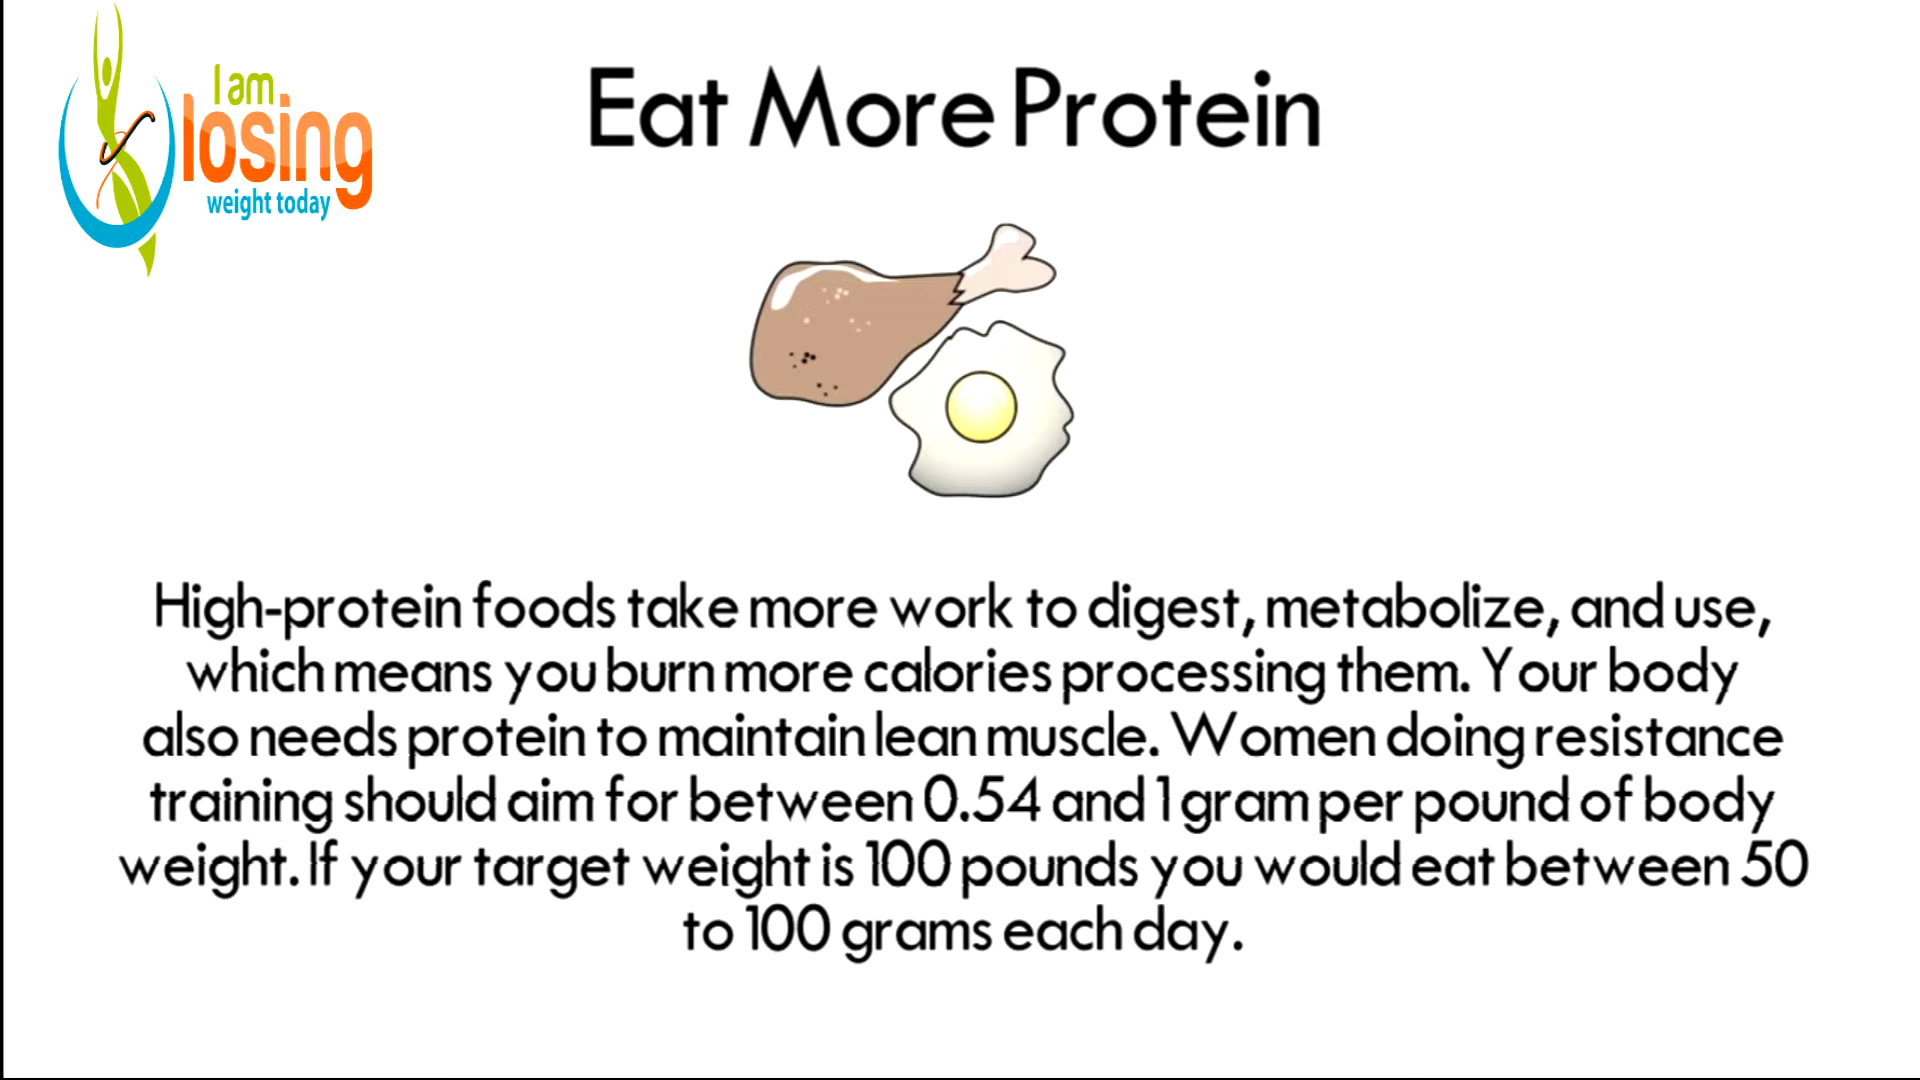 I am
losing
weight today
Eat More Protein
High-protein foods take more work to digest, metabolize, and use,
which means you burn more calories processing them. Your body
also needs protein to maintain lean muscle. Women doing resistance
training should aim for between 0.54 and 1 gram per pound of body
weight. If your target weight is 100 pounds you would eat between 50
to 100 grams each day.